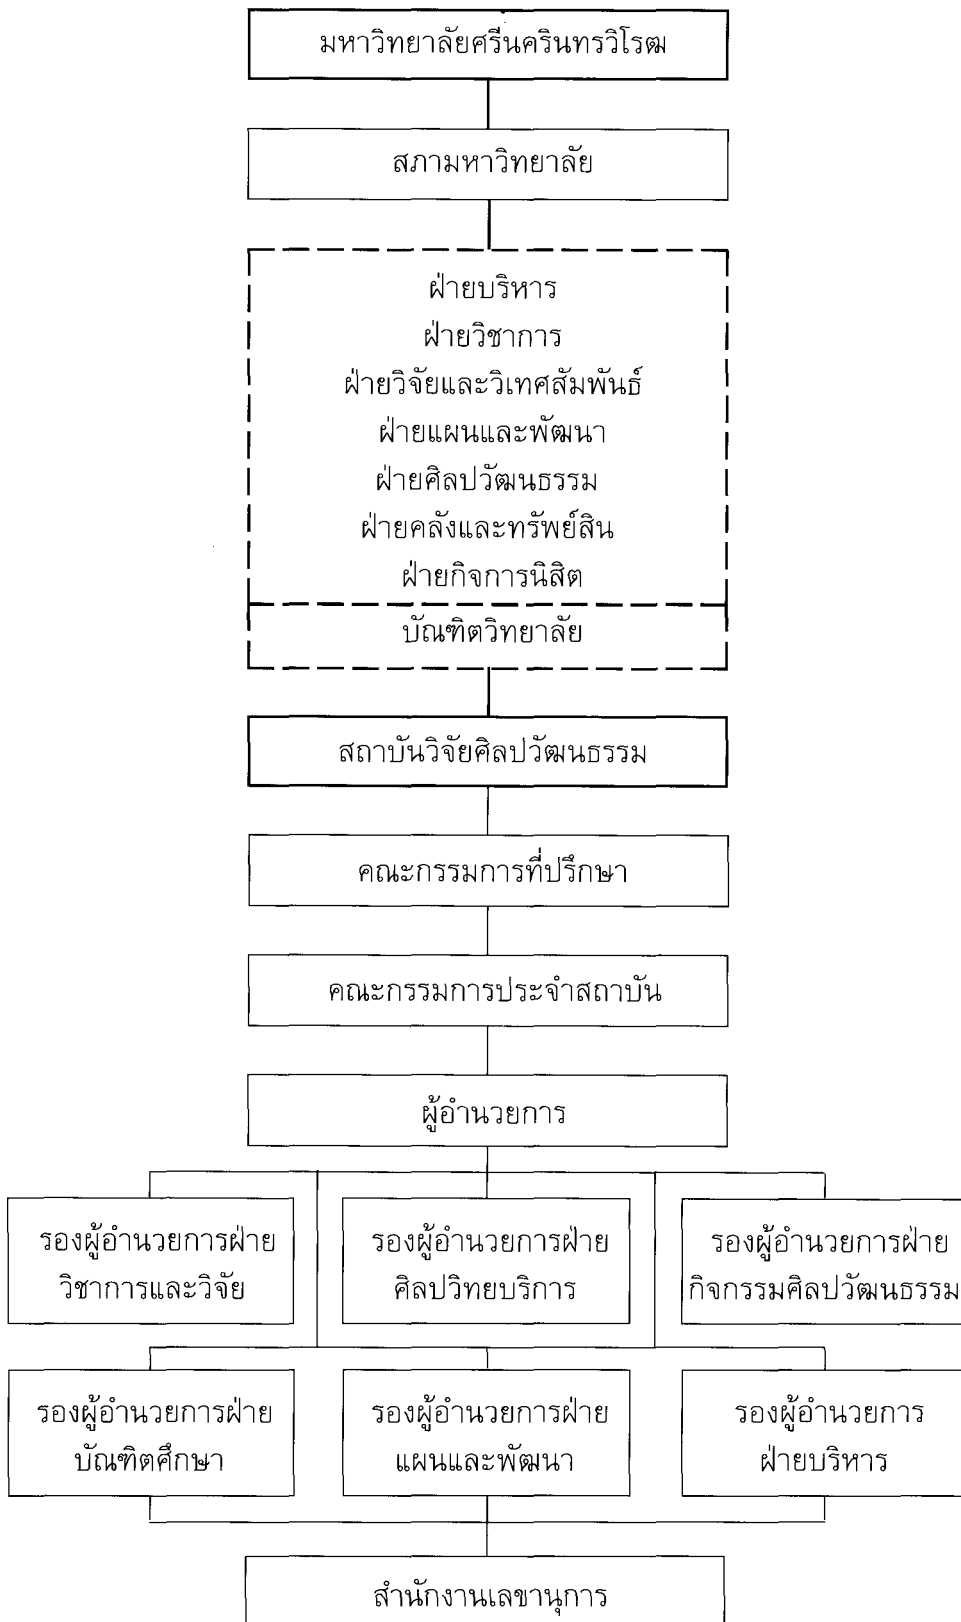 มหาวิทยาลัยศรีนครินทรวิโรฒ
สภามหาวิทยาลัย
ฝ่ายบริหาร
ฝ่ายวิชาการ
ฝ่ายวิจัยและวิเทศสัมพันธ์
ฝ่ายแผนและพัฒนา
ฝ่ายศิลปวัฒนธรรม
ฝ่ายคลังและทรัพย์สิน
ฝ่ายกิจการนิสิต
บัณฑิตวิทยาลัย
สถาบันวิจัยศิลปวัฒนธรรม
คณะกรรมการที่ปรึกษา
คณะกรรมการประจำสถาบัน
ผู้อำนวยการ
รองผู้อำนวยการฝ่าย
วิชาการและวิจัย
รองผู้อำนวยการฝ่าย
ศิลปวิทยบริการ
รองผู้อำนวยการฝ่าย
กิจกรรมศิลปวัฒนธรรม
รองผู้อำนวยการฝ่าย
บัณฑิตศึกษา
รองผู้อำนวยการฝ่าย
แผนและพัฒนา
รองผู้อำนวยการ
ฝ่ายบริหาร
สำนักงานเลขานุการ